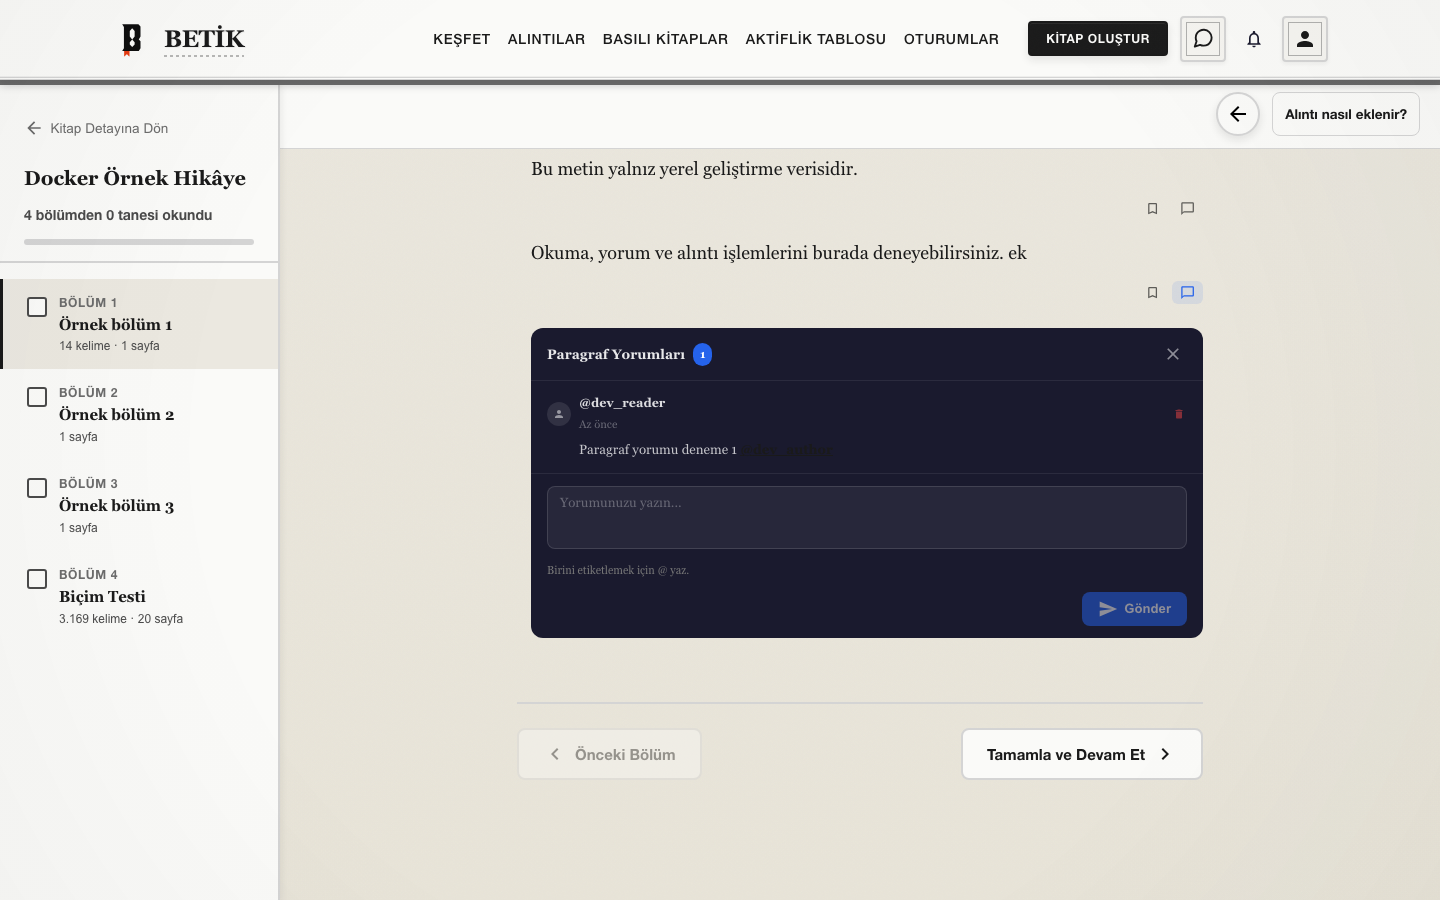 BETİK
KEŞFET ALINTILAR BASILI KİTAPLAR AKTİFLİK TABLOSU OTURUMLAR KİTAP OLUŞTUR
Kitap Detayına Dön
Alıntı nasıl eklenir?
Docker Örnek Hikâye
4 bölümden 0 tanesi okundu
BÖLÜM 1
Örnek bölüm 1
14 kelime · 1 sayfa
BÖLÜM 2
Örnek bölüm 2
1 sayfa
BÖLÜM 3
Örnek bölüm 3
1 sayfa
BÖLÜM 4
Biçim Testi
3.169 kelime · 20 sayfa
Bu metin yalnız yerel geliştirme verisidir.
Okuma, yorum ve alıntı işlemlerini burada deneyebilirsiniz. ek
Paragraf Yorumları 1
@dev_reader
Az önce
Paragraf yorumu deneme 1
Yorumunuzu yazın...
Birini etiketlemek için @ yaz.
Gönder
Önceki Bölüm
Tamamla ve Devam Et